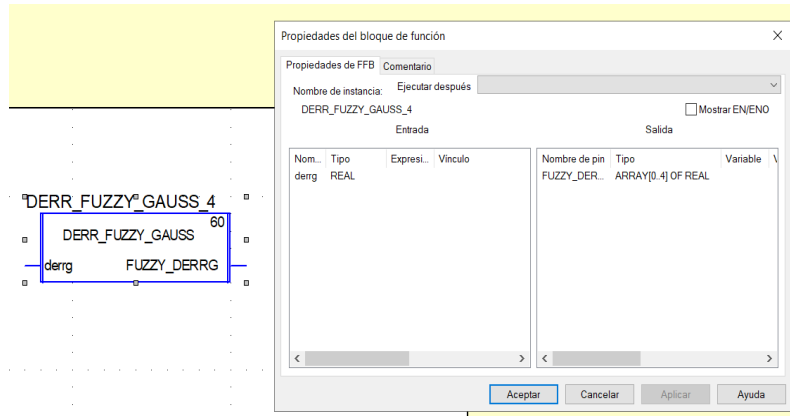 DERR_FUZZY_GAUSS_4
60
DERR_FUZZY_GAUSS
derrg FUZZY_DERRG
Propiedades del bloque de función
Propiedades de FFB Comentario
Nombre de instancia: Ejecutar después
DERR_FUZZY_GAUSS_4 Mostrar EN/ENO
Entrada Salida
Nom... Tipo Expresi... Vínculo Nombre de pin Tipo Variable V
derrg REAL FUZZY_DER... ARRAY[0..4] OF REAL
Aceptar Cancelar Aplicar Ayuda